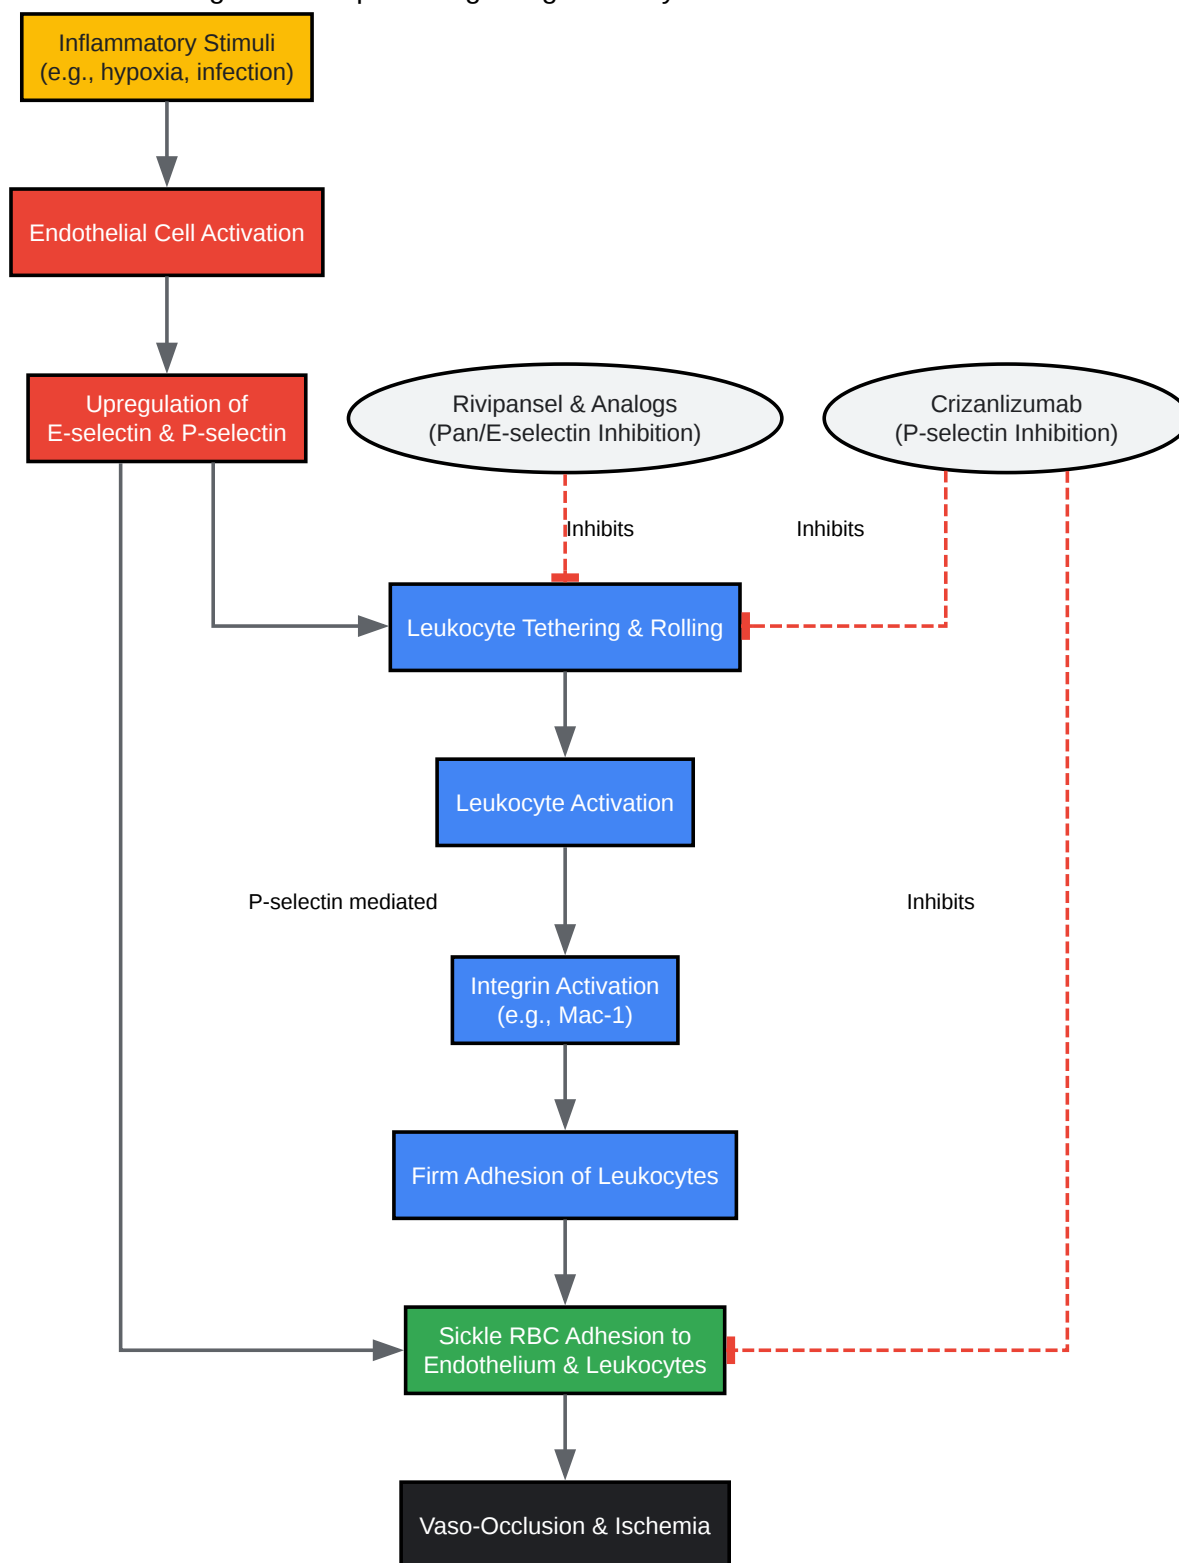 Inflammatory Stimuli
(e.g., hypoxia, infection)
Endothelial Cell Activation
Upregulation of
E-selectin & P-selectin
Rivipansel & Analogs
(Pan/E-selectin Inhibition)
Crizanlizumab
(P-selectin Inhibition)
Inhibits
Inhibits
Leukocyte Tethering & Rolling
Leukocyte Activation
P-selectin mediated
Inhibits
Integrin Activation
(e.g., Mac-1)
Firm Adhesion of Leukocytes
Sickle RBC Adhesion to
Endothelium & Leukocytes
Vaso-Occlusion & Ischemia